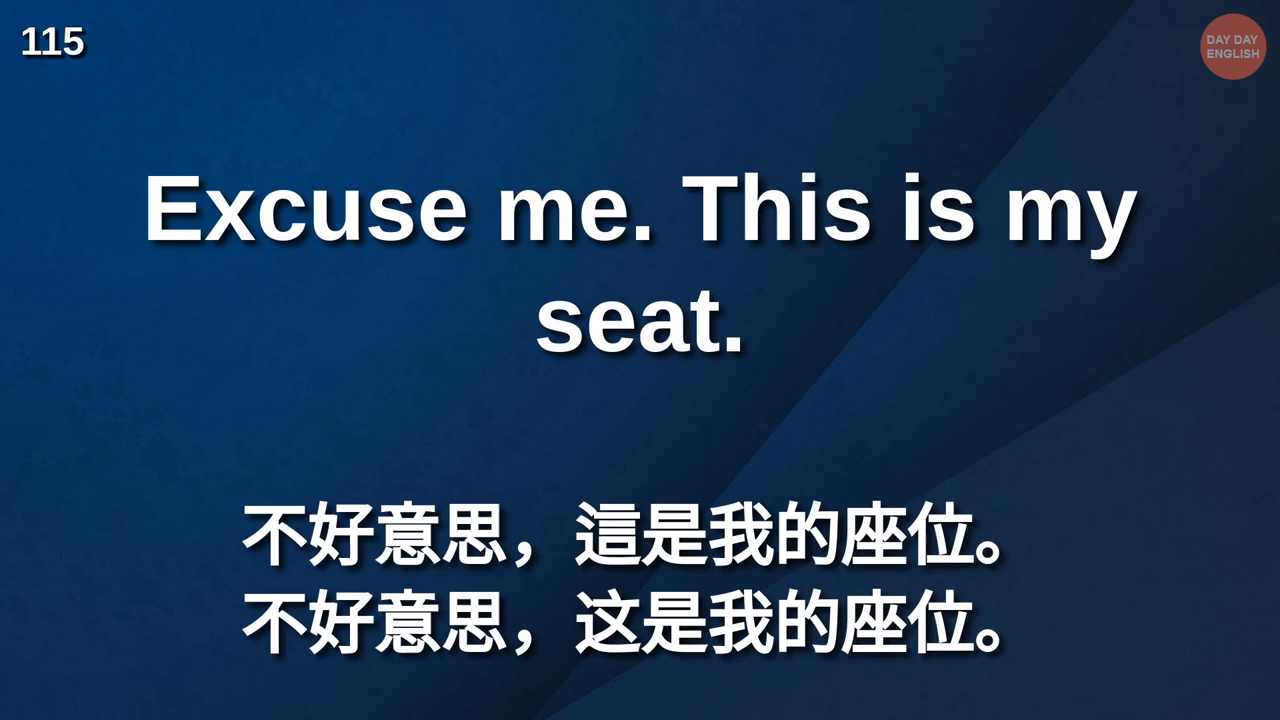 115
DAY DAY
ENGLISH
Excuse me. This is my
seat.
不好意思，這是我的座位。
不好意思，这是我的座位。